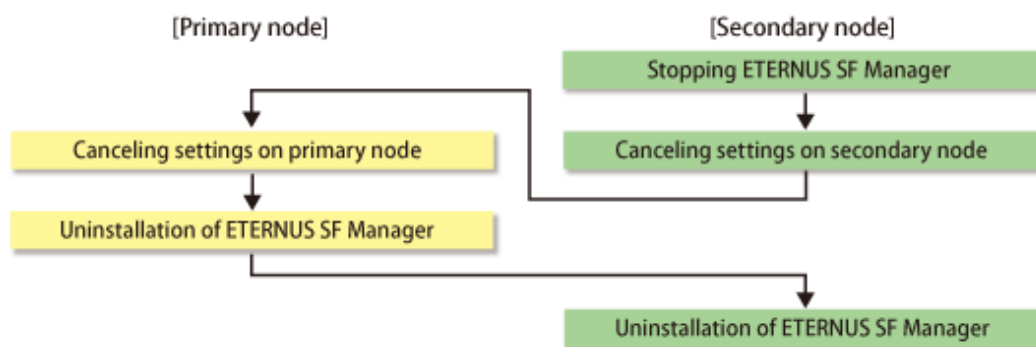 [Primary node]
[Secondary node]
Stopping ETERNUS SF Manager
Canceling settings on primary node
Canceling settings on secondary node
Uninstallation of ETERNUS SF Manager
Uninstallation of ETERNUS SF Manager